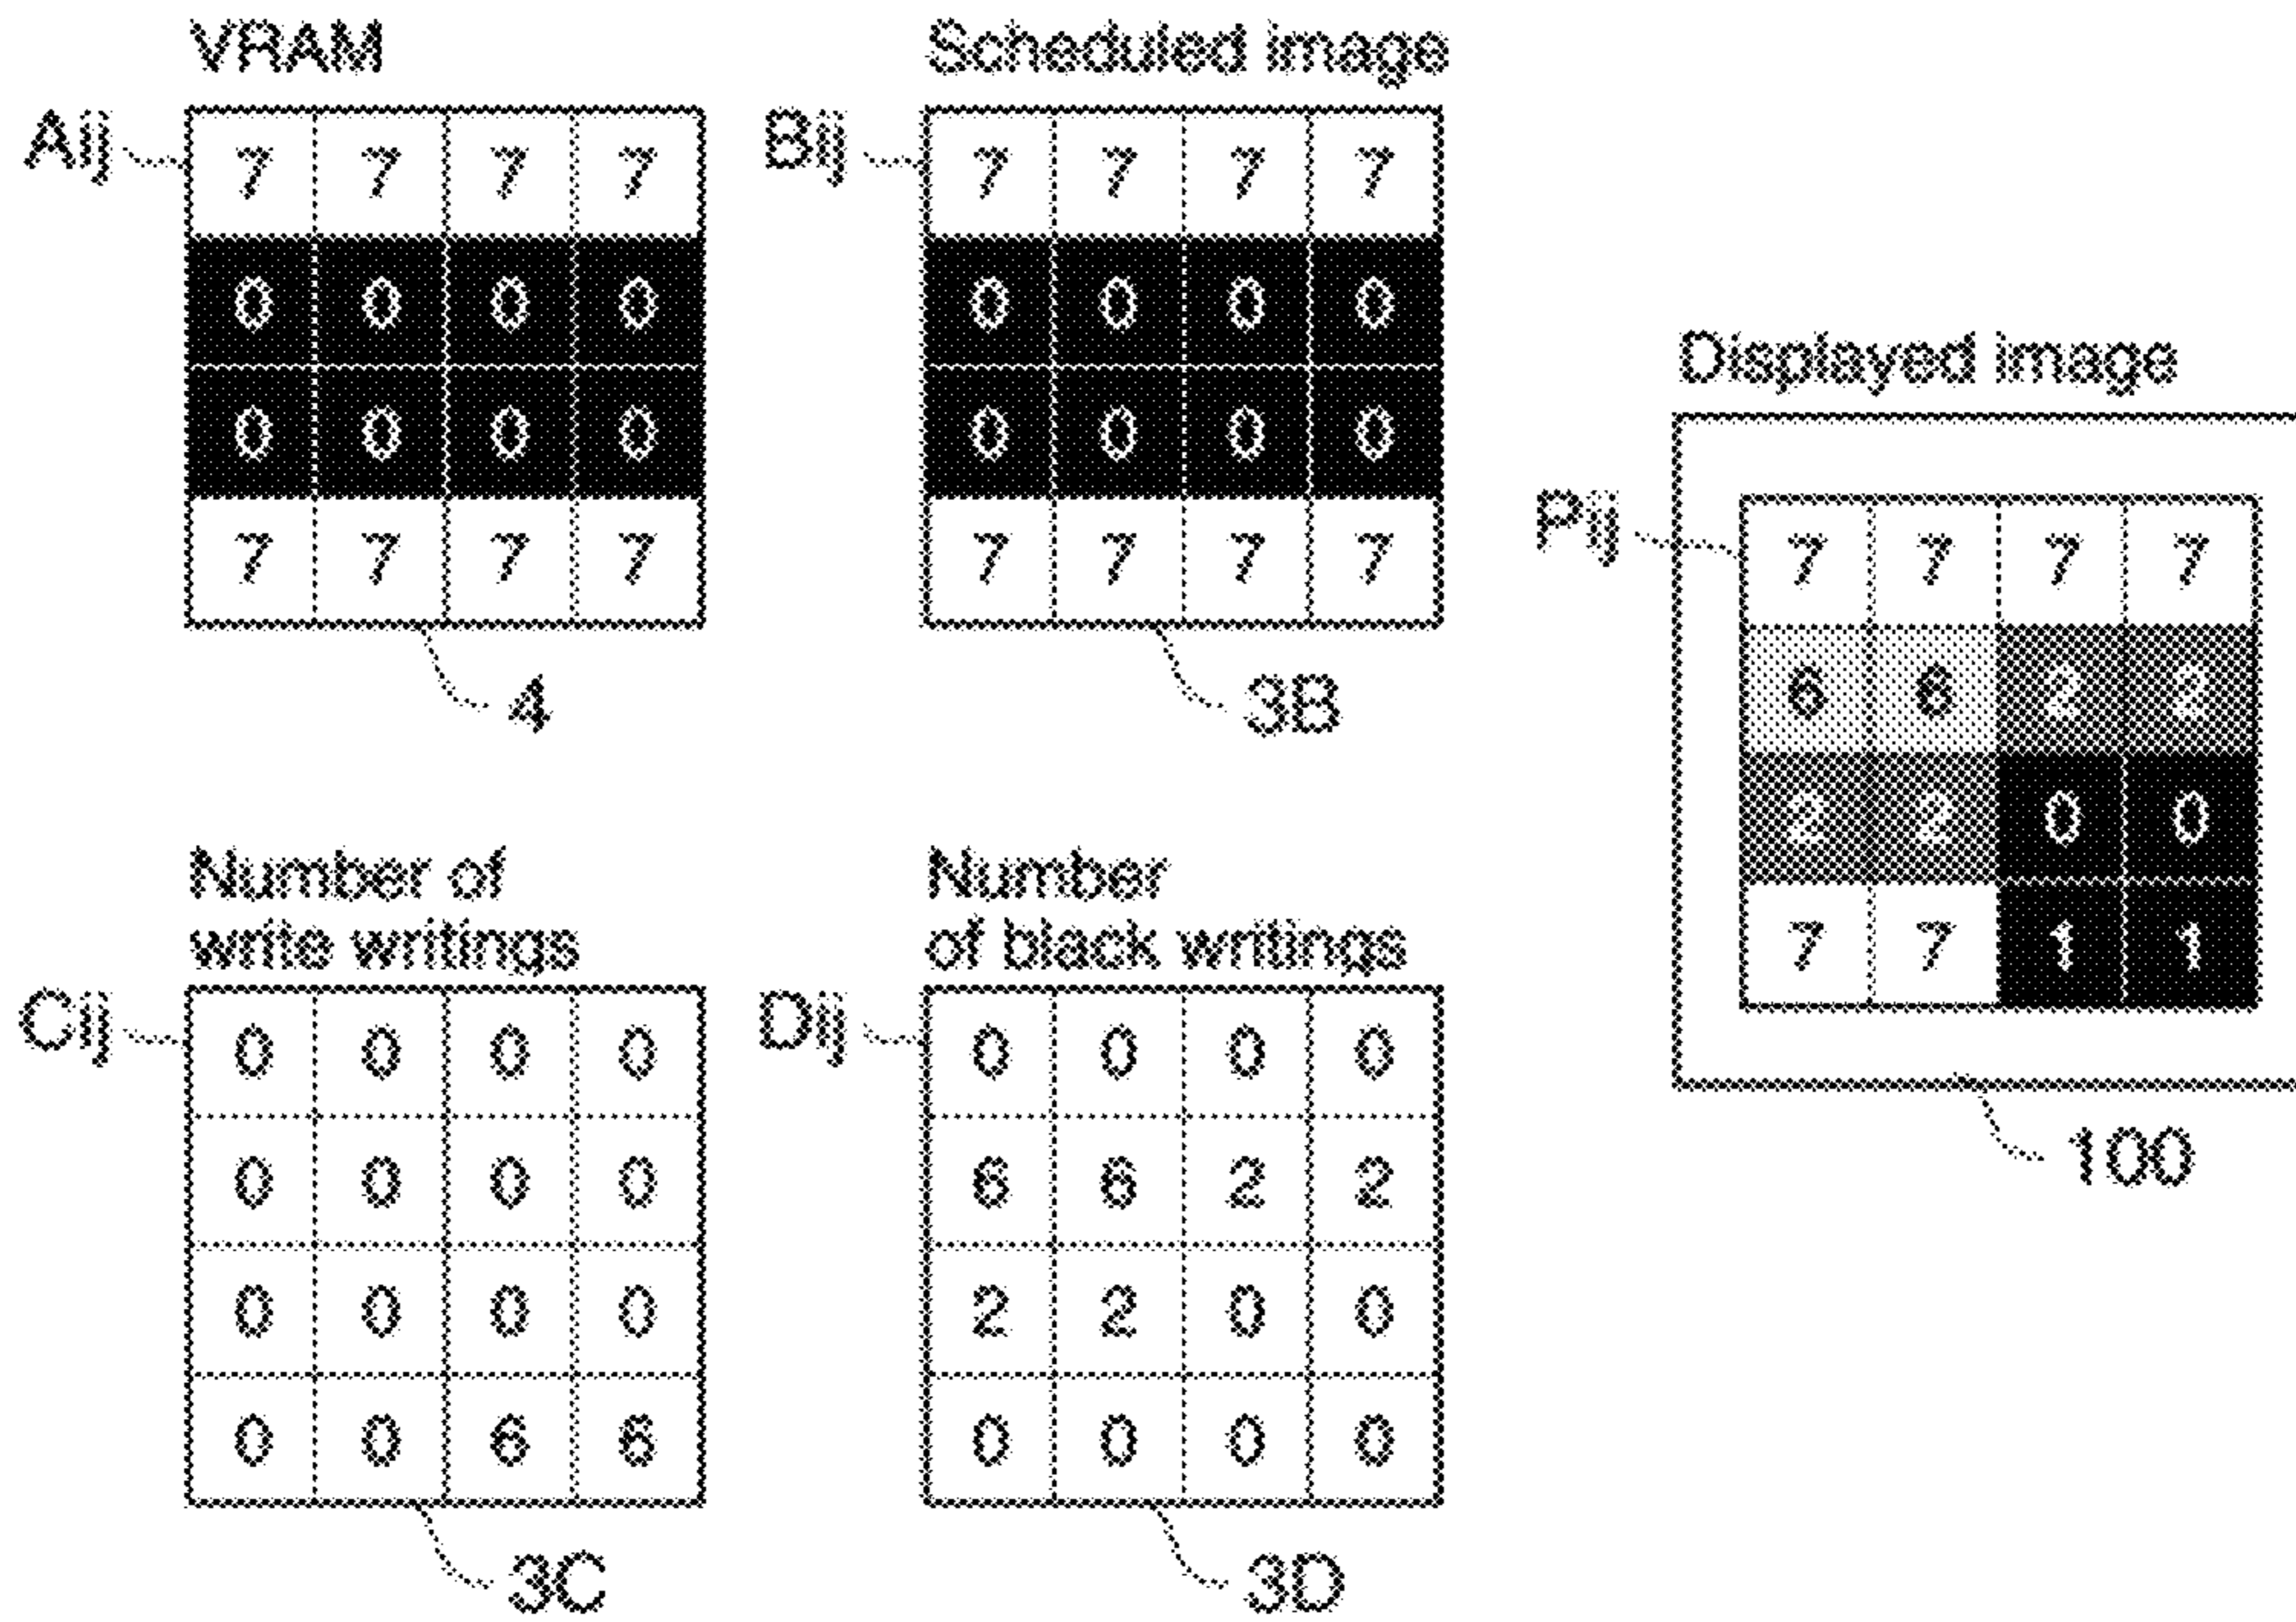 VRAM
Aij
7 7 7 7
0 0 0 0
0 0 0 0
7 7 7 7
4
Scheduled image
Bij
7 7 7 7
0 0 0 0
0 0 0 0
7 7 7 7
3B
Displayed image
Pij
7 7 7 7
6 6 2 2
2 2 0 0
7 7 1 1
100
Number of
write writings
Cij
0 0 0 0
0 0 0 0
0 0 0 0
0 0 6 6
3C
Number
of black writings
Dij
0 0 0 0
6 6 2 2
2 2 0 0
0 0 0 0
3D